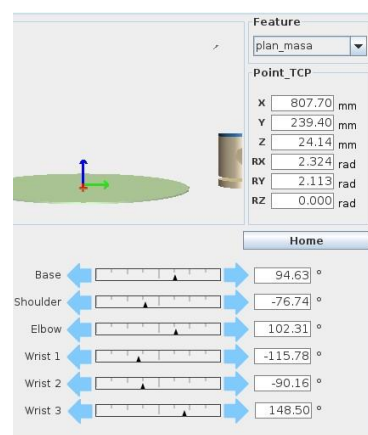 Feature
plan_masa
Point_TCP
X 807.70 mm
Y 239.40 mm
Z 24.14 mm
RX 2.324 rad
RY 2.113 rad
RZ 0.000 rad
Home
Base 94.63 °
Shoulder -76.74 °
Elbow 102.31 °
Wrist 1 -115.78 °
Wrist 2 -90.16 °
Wrist 3 148.50 °